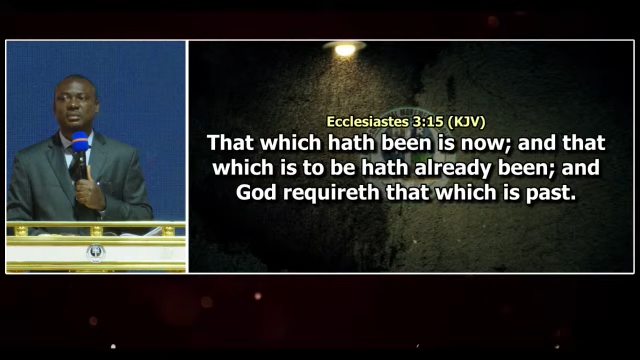 Ecclesiastes 3:15 (KJV)
That which hath been is now; and that
which is to be hath already been; and
God requireth that which is past.